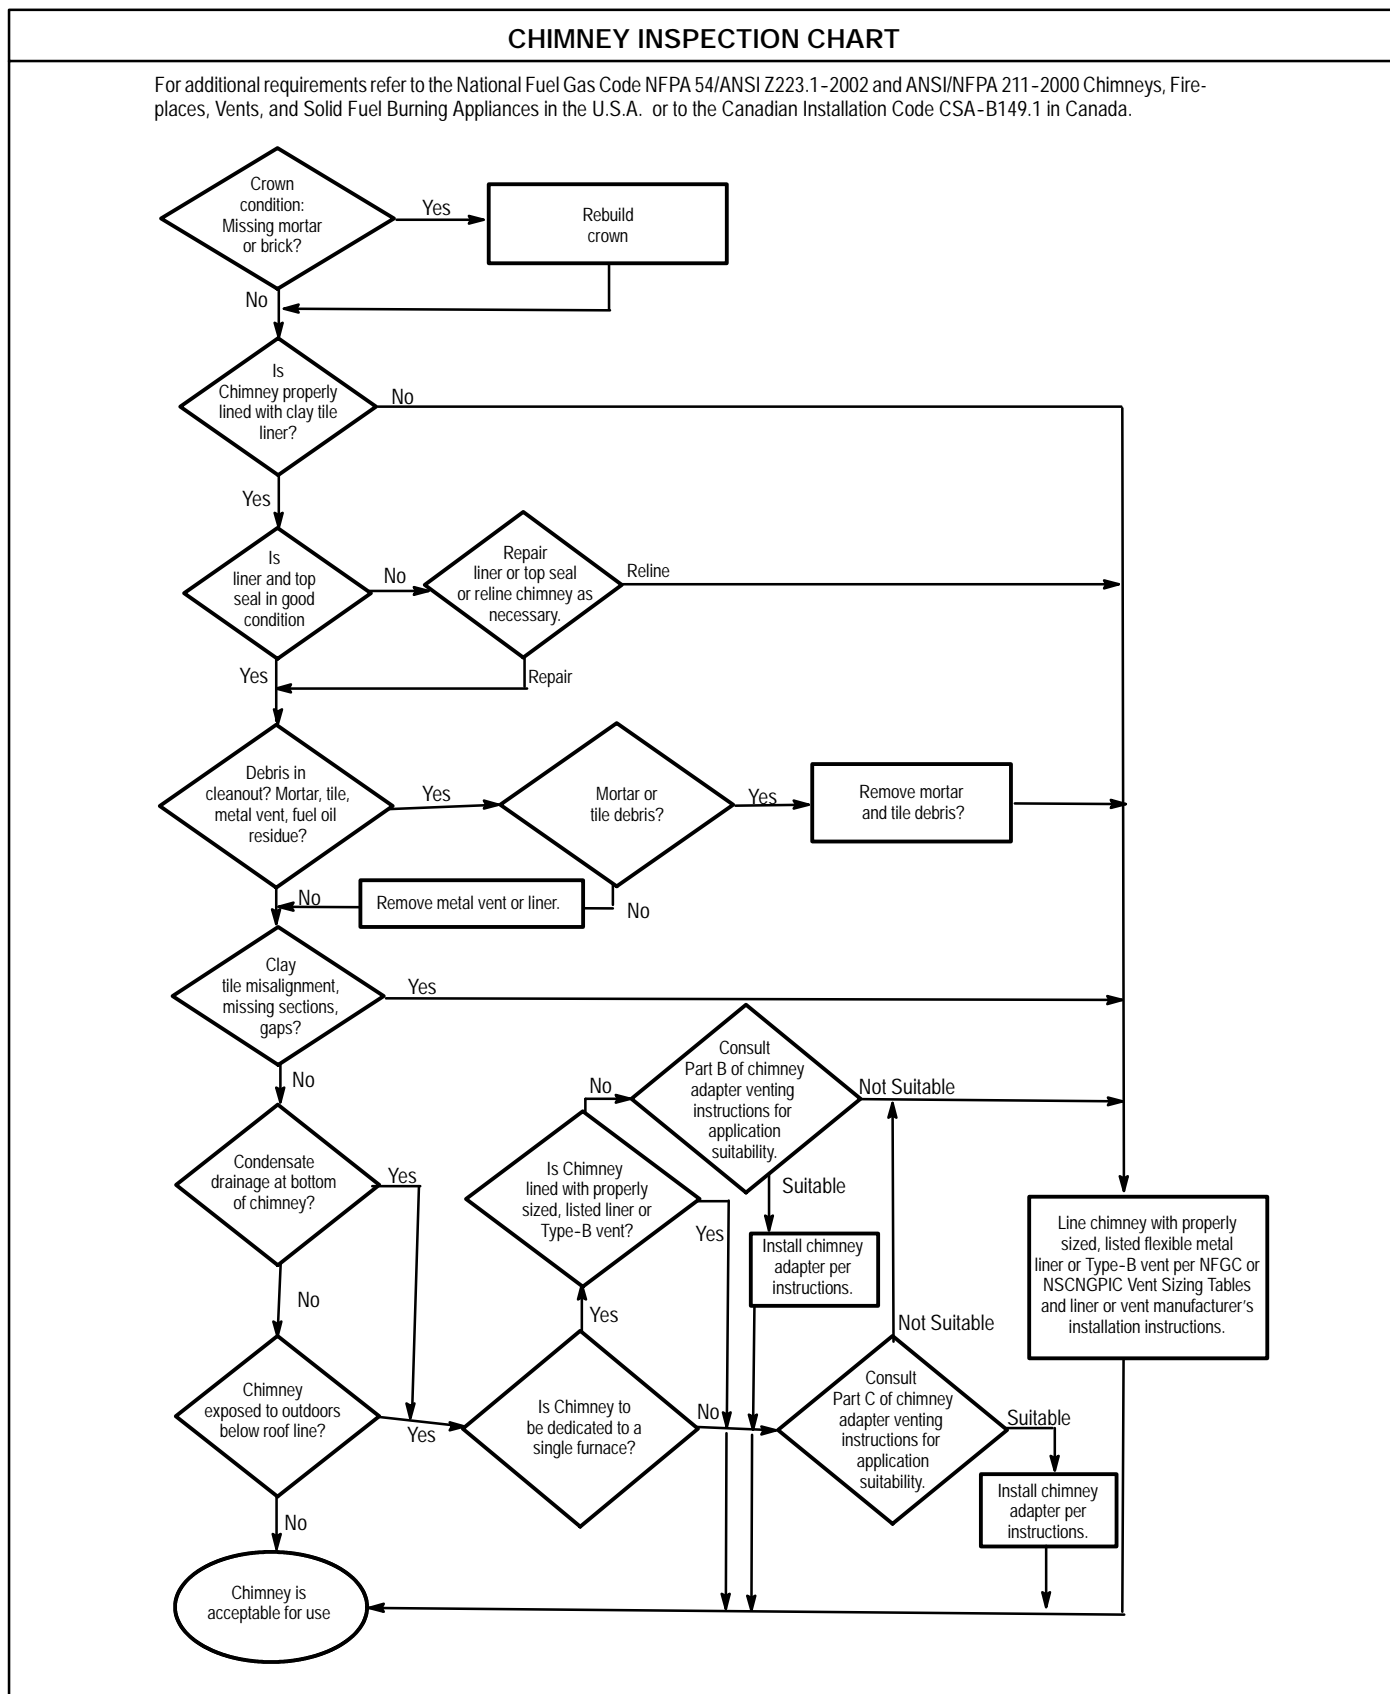 CHIMNEY INSPECTION CHART
For additional requirements refer to the National Fuel Gas Code NFPA 54/ANSI Z223.1-2002 and ANSI/NFPA 211-2000 Chimneys, Fire-
places, Vents, and Solid Fuel Burning Appliances in the U.S.A. or to the Canadian Installation Code CSA-B149.1 in Canada.
Crown
condition:
Missing mortar
or brick?
Yes
Rebuild
crown
No
Is
Chimney properly
lined with clay tile
liner?
No
Yes
Is
liner and top
seal in good
condition
No
Repair
liner or top seal
or reline chimney as
necessary.
Reline
Yes
Repair
Debris in
cleanout? Mortar, tile,
metal vent, fuel oil
residue?
Yes
Mortar or
tile debris?
Yes
Remove mortar
and tile debris?
No
Remove metal vent or liner.
No
Clay
tile misalignment,
missing sections,
gaps?
Yes
No
Consult
Part B of chimney
adapter venting
instructions for
application
suitability.
No
Not Suitable
Condensate
drainage at bottom
of chimney?
Yes
Is Chimney
lined with properly
sized, listed liner or
Type-B vent?
Yes
Suitable
Install chimney
adapter per
instructions.
Line chimney with properly
sized, listed flexible metal
liner or Type-B vent per NFGC or
NSCNGPIC Vent Sizing Tables
and liner or vent manufacturer's
installation instructions.
No
Yes
Not Suitable
Chimney
exposed to outdoors
below roof line?
Yes
Is Chimney to
be dedicated to a
single furnace?
No
Consult
Part C of chimney
adapter venting
instructions for
application
suitability.
Suitable
Install chimney
adapter per
instructions.
No
Chimney is
acceptable for use